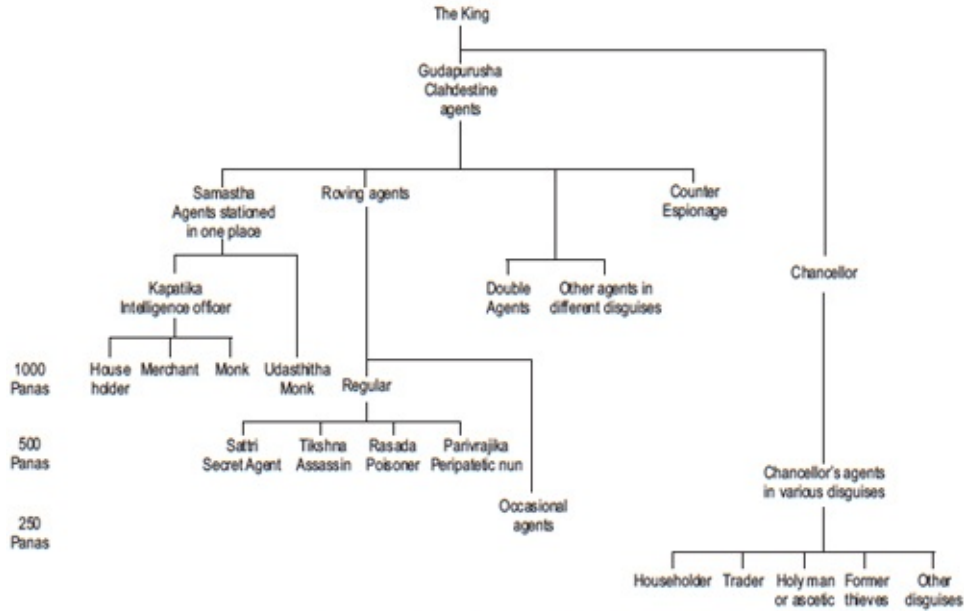 The King
Gudapurusha
Clahdestine
agents
Samastha
Agents stationed
in one place
Roving agents
Counter
Espionage
Kapatika
Intelligence officer
Double
Agents
Other agents in
different disguises
Chancellor
1000
Panas
House
holder
Merchant
Monk
Udasthitha
Monk
Regular
500
Panas
Sattri
Secret Agent
Tikshna
Assassin
Rasada
Poisoner
Parivrajika
Peripatetic nun
Chancellor's agents
in various disguises
250
Panas
Occasional
agents
Householder
Trader
Holy man
or ascetic
Former
thieves
Other
disguises